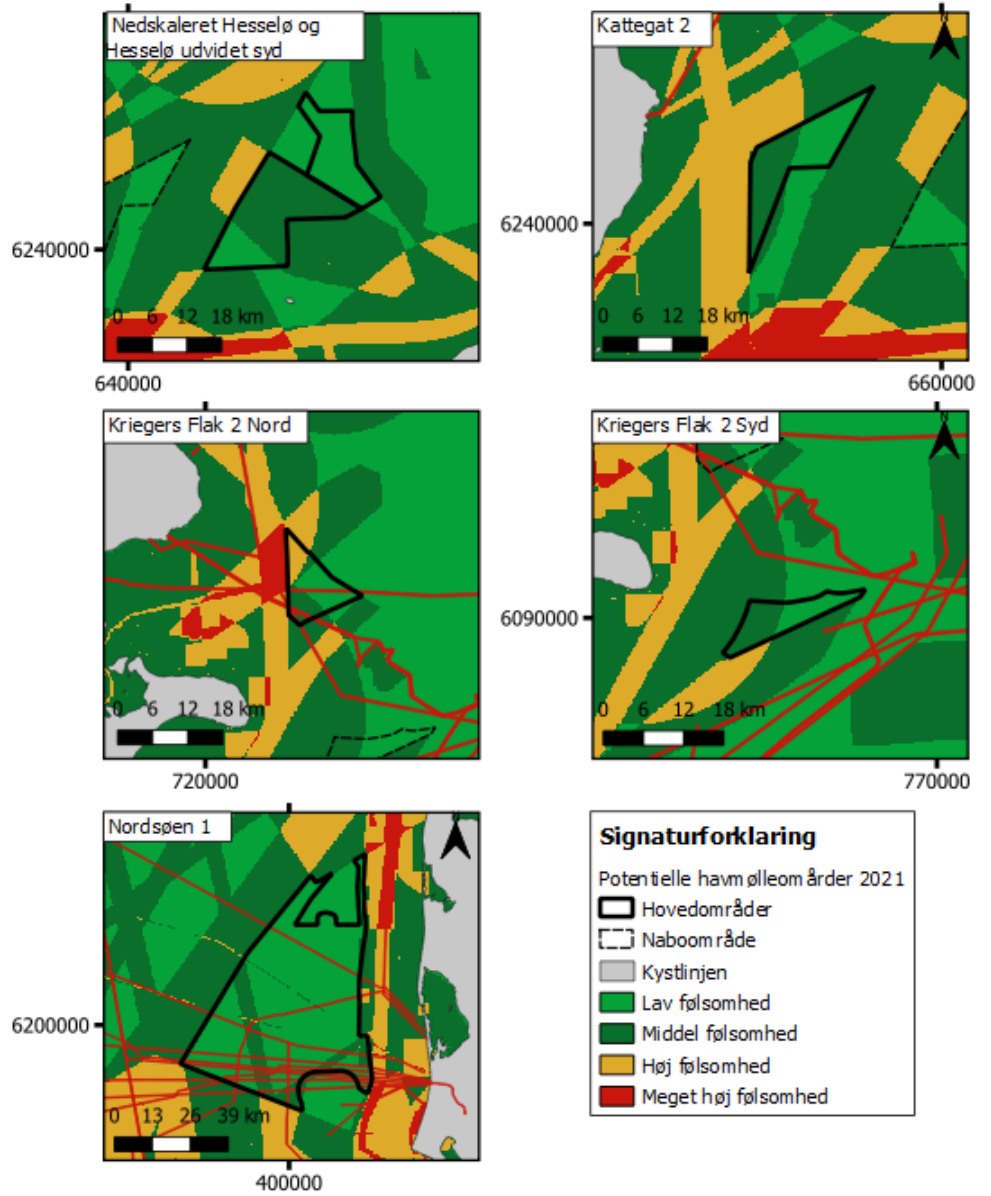 Nedskaleret Hesselø og
Hesselø udvidet syd
6240000
0 6 12 18 km
640000
Kattegat 2
N
6240000
0 6 12 18 km
660000
Kriegers Flak 2 Nord
0 6 12 18 km
720000
Kriegers Flak 2 Syd
N
6090000
0 6 12 18 km
770000
Nordsøen 1
N
6200000
0 13 26 39 km
400000
Signaturforklaring
Potentielle havmølleområder 2021
Hovedområder
Naboområde
Kystlinjen
Lav følsomhed
Middel følsomhed
Høj følsomhed
Meget høj følsomhed